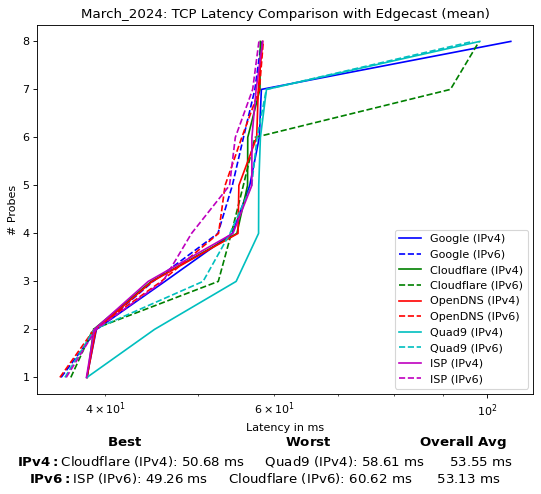 March_2024: TCP Latency Comparison with Edgecast (mean)
# Probes
8
7
6
5
4
3
2
1
Google (IPv4)
Google (IPv6)
Cloudflare (IPv4)
Cloudflare (IPv6)
OpenDNS (IPv4)
OpenDNS (IPv6)
Quad9 (IPv4)
Quad9 (IPv6)
ISP (IPv4)
ISP (IPv6)
4 × 10¹ 6 × 10¹ 10²
Latency in ms
Best Worst Overall Avg
IPv4: Cloudflare (IPv4): 50.68 ms Quad9 (IPv4): 58.61 ms 53.55 ms
IPv6: ISP (IPv6): 49.26 ms Cloudflare (IPv6): 60.62 ms 53.13 ms